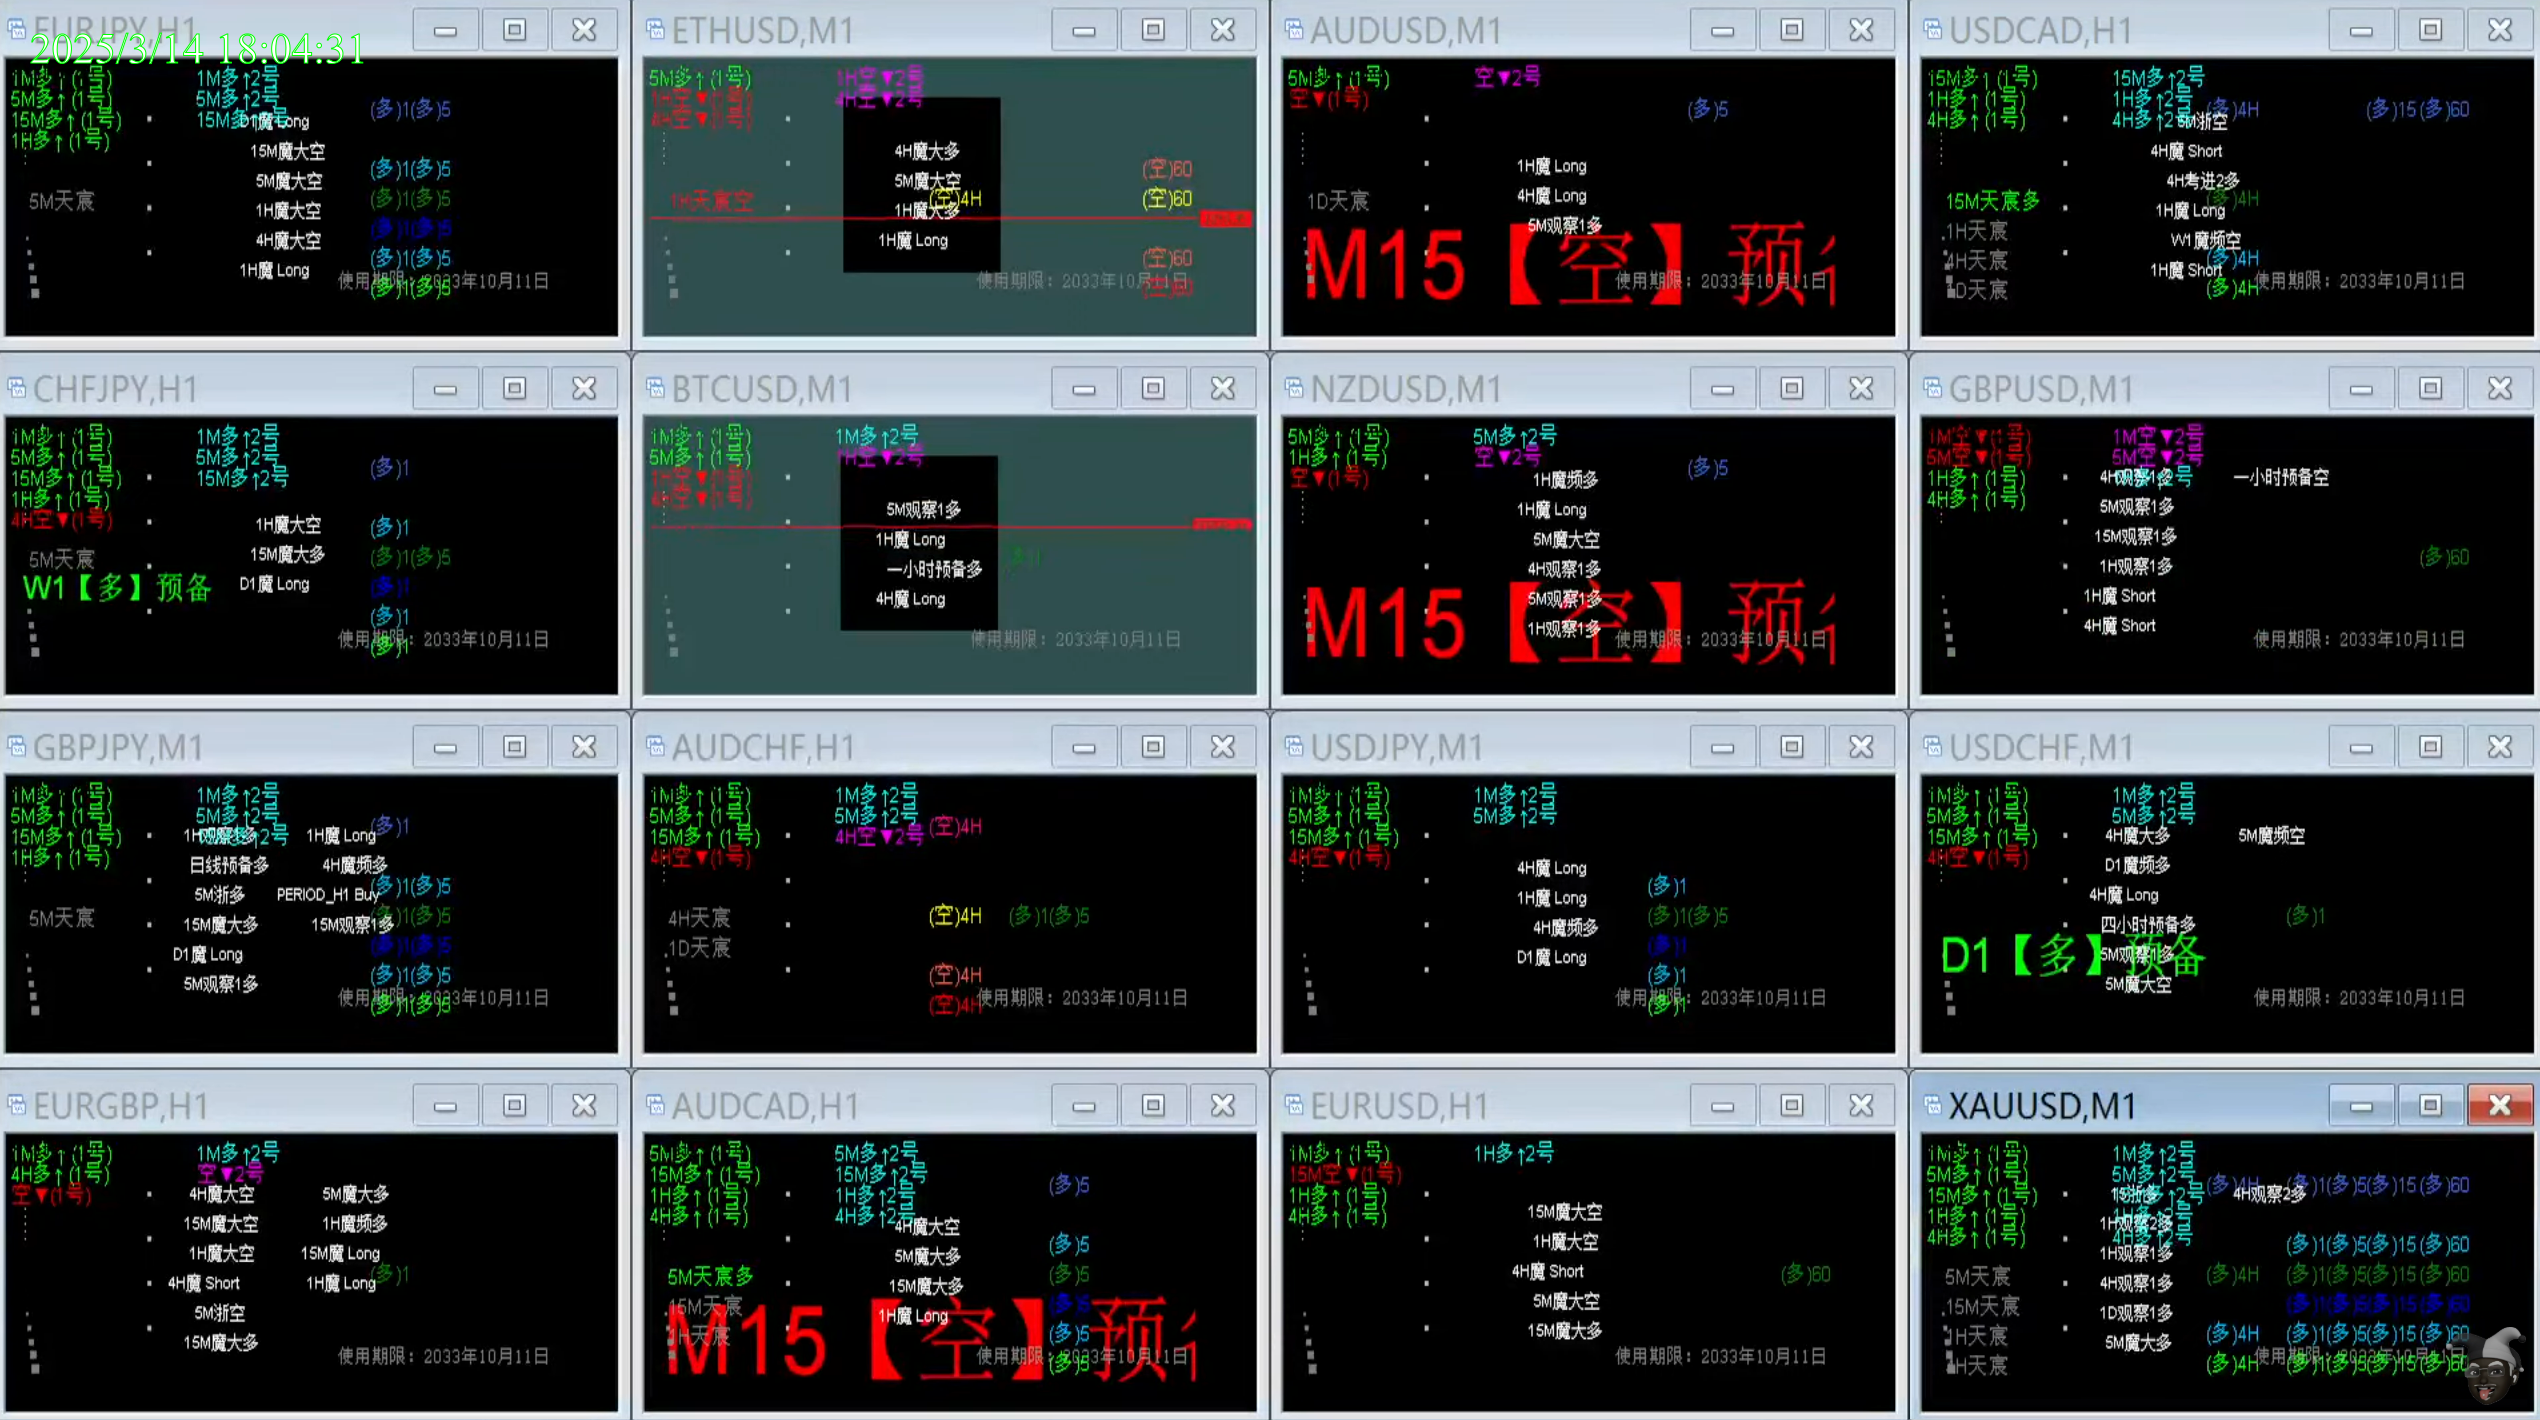 EURJPY,H1
2025/3/14 18:04:31
1M多↑(1号) 1M多↑2号
5M多↑(1号) 5M多↑2号 (多)1(多)5
15M多↑(1号) 15M多↑2号 D1魔 Long
1H多↑(1号)
15M魔大空
5M魔大空 (多)1(多)5
5M天宸 (多)1(多)5
1H魔大空
(多)1(多)5
4H魔大空
(多)1(多)5
1H魔 Long
使用期限：2033年10月11日
(多)1(多)5
ETHUSD,M1
5M多↑(1号) 1H空▼2号
1H空▼(1号) 4H空▼2号
4H空▼(1号)
4H魔大多
(空)60
5M魔大空
1H天宸空 (空)4H (空)60
1H魔大多
1H魔 Long
(空)60
使用期限：2033年10月11日
(空)60
AUDUSD,M1
5M多↑(1号) 空▼2号
空▼(1号) (多)5
1H魔 Long
1D天宸 4H魔 Long
5M观察1多
M15【空】预
使用期限：2033年10月11日
USDCAD,H1
15M多↑(1号) 15M多↑2号
1H多↑(1号) 1H多↑2号 (多)4H (多)15(多)60
4H多↑(1号) 4H多↑2号 5M浙空
4H魔 Short
4H考进2多
15M天宸多 (多)4H
1H魔 Long
1H天宸
W1魔频空
4H天宸 (多)4H
1H魔 Short
使用期限：2033年10月11日
D天宸 (多)4H
CHFJPY,H1
1M多↑(1号) 1M多↑2号
5M多↑(1号) 5M多↑2号 (多)1
15M多↑(1号) 15M多↑2号
1H多↑(1号)
4H空▼(1号) 1H魔大空 (多)1
5M天宸 15M魔大多 (多)1(多)5
W1【多】预备 D1魔 Long (多)1
(多)1
使用期限：2033年10月11日
(多)1
BTCUSD,M1
1M多↑(1号) 1M多↑2号
5M多↑(1号) 1H空▼2号
1H空▼(1号)
4H空▼(1号)
5M观察1多
1H魔 Long
(多)1
一小时预备多
4H魔 Long
使用期限：2033年10月11日
NZDUSD,M1
5M多↑(1号) 5M多↑2号
1H多↑(1号) 空▼2号 (多)5
空▼(1号) 1H魔频多
1H魔 Long
5M魔大空
4H观察1多
5M观察1多
M15【空】预
1H观察1多
使用期限：2033年10月11日
GBPUSD,M1
1M空▼(1号) 1M空▼2号
5M空▼(1号) 5M空▼2号
1H多↑(1号) 4H观察1多 一小时预备空
4H多↑(1号) 5M观察1多
15M观察1多
1H观察1多 (多)60
1H魔 Short
4H魔 Short
使用期限：2033年10月11日
GBPJPY,M1
1M多↑(1号) 1M多↑2号
5M多↑(1号) 5M多↑2号 (多)1
15M多↑(1号) 1H观察1多 1H魔 Long
1H多↑(1号) 日线预备多 4H魔频多
5M浙多 PERIOD_H1 Buy (多)1(多)5
5M天宸 15M魔大多 15M观察1多 (多)1(多)5
D1魔 Long (多)1(多)5
5M观察1多 (多)1(多)5
使用期限：2033年10月11日
(多)1(多)5
AUDCHF,H1
1M多↑(1号) 1M多↑2号
5M多↑(1号) 5M多↑2号
15M多↑(1号) 4H空▼2号 (空)4H
4H空▼(1号)
4H天宸 (空)4H (多)1(多)5
1D天宸
(空)4H
(空)4H 使用期限：2033年10月11日
USDJPY,M1
1M多↑(1号) 1M多↑2号
5M多↑(1号) 5M多↑2号
15M多↑(1号)
4H空▼(1号) 4H魔 Long
1H魔 Long (多)1
4H魔频多 (多)1(多)5
D1魔 Long (多)1
(多)1
使用期限：2033年10月11日
(多)1
USDCHF,M1
1M多↑(1号) 1M多↑2号
5M多↑(1号) 5M多↑2号
15M多↑(1号) 4H魔大多 5M魔频空
4H空▼(1号) D1魔频多
4H魔 Long
四小时预备多 (多)1
D1【多】预备
5M观察1多
5M魔大空
使用期限：2033年10月11日
EURGBP,H1
1M多↑(1号) 1M多↑2号
4H多↑(1号) 空▼2号
空▼(1号) 4H魔大空 5M魔大多
15M魔大空 1H魔频多
1H魔大空 15M魔 Long
4H魔 Short 1H魔 Long (多)1
5M浙空
15M魔大多
使用期限：2033年10月11日
AUDCAD,H1
5M多↑(1号) 5M多↑2号
15M多↑(1号) 15M多↑2号 (多)5
1H多↑(1号) 1H多↑2号
4H多↑(1号) 4H多↑2号
4H魔大空 (多)5
5M魔大多
5M天宸多 (多)5
15M魔大多
15M天宸 (多)5
1H魔 Long
1H天宸 (多)5
M15【空】预
使用期限：2033年10月11日
(多)5
EURUSD,H1
1M多↑(1号) 1H多↑2号
15M空▼(1号)
1H多↑(1号)
4H多↑(1号) 15M魔大空
1H魔大空
4H魔 Short (多)60
5M魔大空
15M魔大多
使用期限：2033年10月11日
XAUUSD,M1
1M多↑(1号) 1M多↑2号
5M多↑(1号) 5M多↑2号 (多)4H (多)1(多)5(多)15(多)60
15M多↑(1号) 4H观察2多
1H多↑(1号) 1H观察2多
4H多↑(1号) 4H多↑2号 (多)1(多)5(多)15(多)60
1H观察1多
5M天宸 4H观察1多 (多)4H (多)1(多)5(多)15(多)60
15M天宸 1D观察1多 (多)1(多)5(多)15(多)60
1H天宸 5M魔大多 (多)4H (多)1(多)5(多)15(多)60
使用期限：2033年10月11日
H天宸 (多)4H (多)1(多)5(多)15(多)60